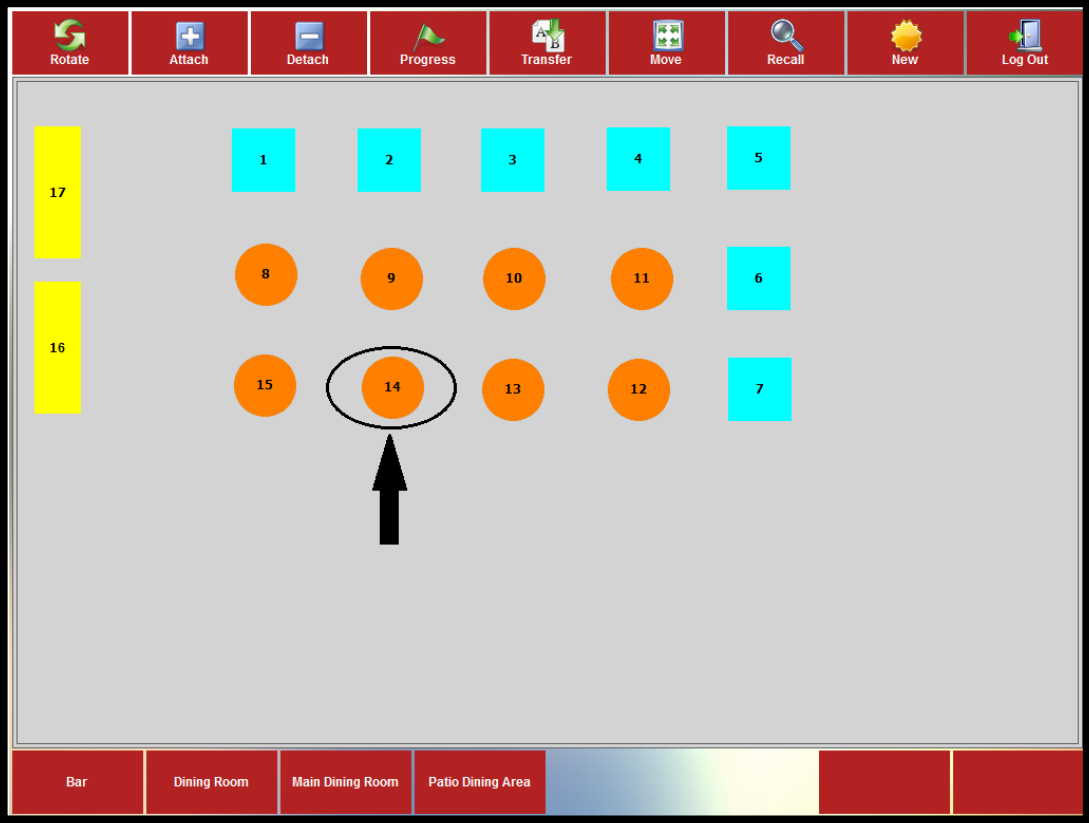 Rotate
Attach
Detach
Progress
Transfer
Move
Recall
New
Log Out
17
1
2
3
4
5
8
9
10
11
6
16
15
14
13
12
7
Bar
Dining Room
Main Dining Room
Patio Dining Area